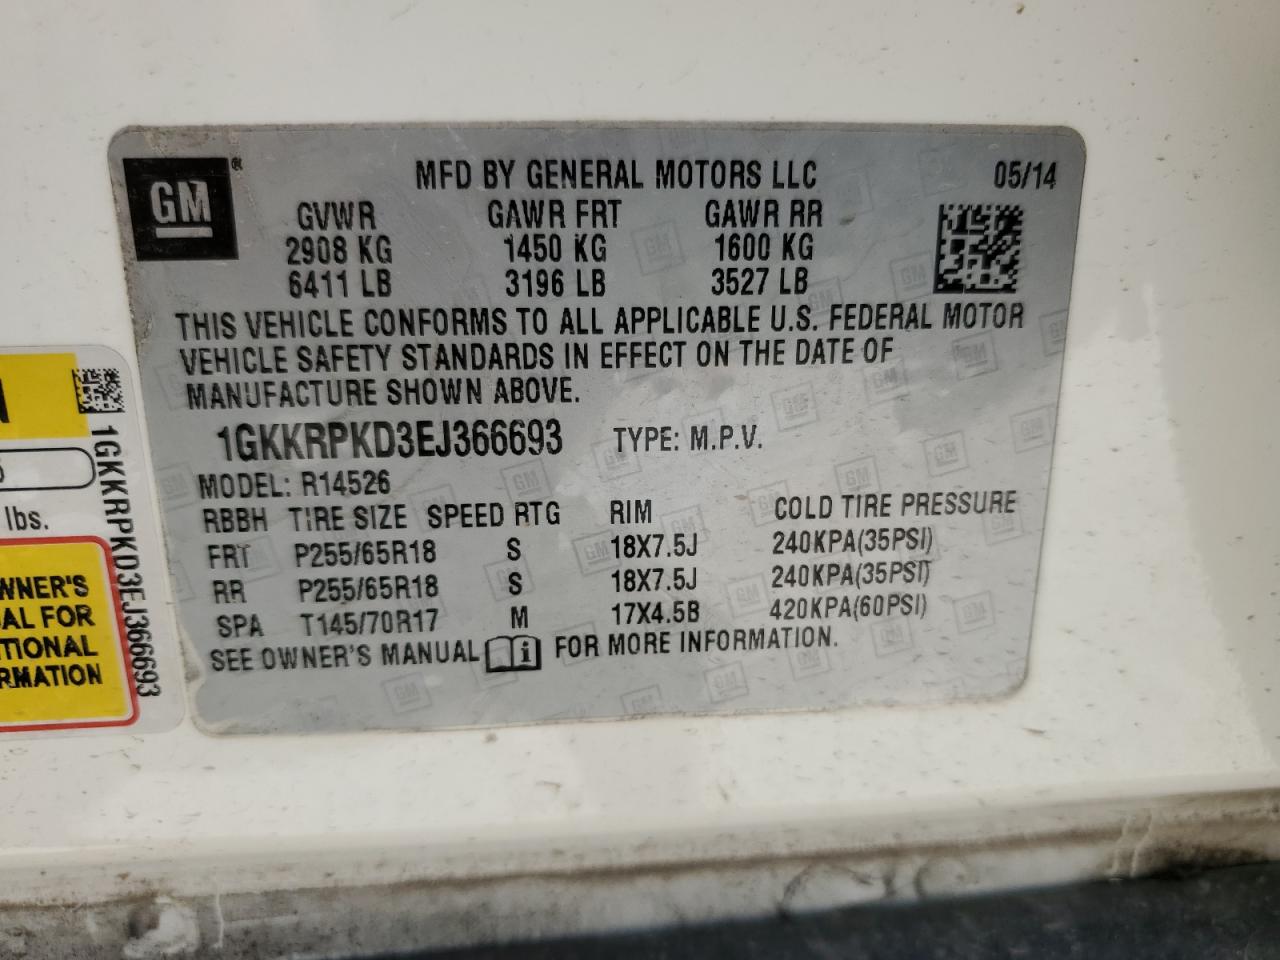 GM®
MFD BY GENERAL MOTORS LLC 05/14
GVWR GAWR FRT GAWR RR
2908 KG 1450 KG 1600 KG
6411 LB 3196 LB 3527 LB
THIS VEHICLE CONFORMS TO ALL APPLICABLE U.S. FEDERAL MOTOR
VEHICLE SAFETY STANDARDS IN EFFECT ON THE DATE OF
MANUFACTURE SHOWN ABOVE.
1GKKRPKD3EJ366693 TYPE: M.P.V.
MODEL: R14526
RBBH TIRE SIZE SPEED RTG RIM COLD TIRE PRESSURE
FRT P255/65R18 S 18X7.5J 240KPA(35PSI)
RR P255/65R18 S 18X7.5J 240KPA(35PSI)
SPA T145/70R17 M 17X4.5B 420KPA(60PSI)
SEE OWNER'S MANUAL i FOR MORE INFORMATION.
1GKKRPKD3EJ366693
lbs.
WNER'S
AL FOR
TIONAL
RMATION